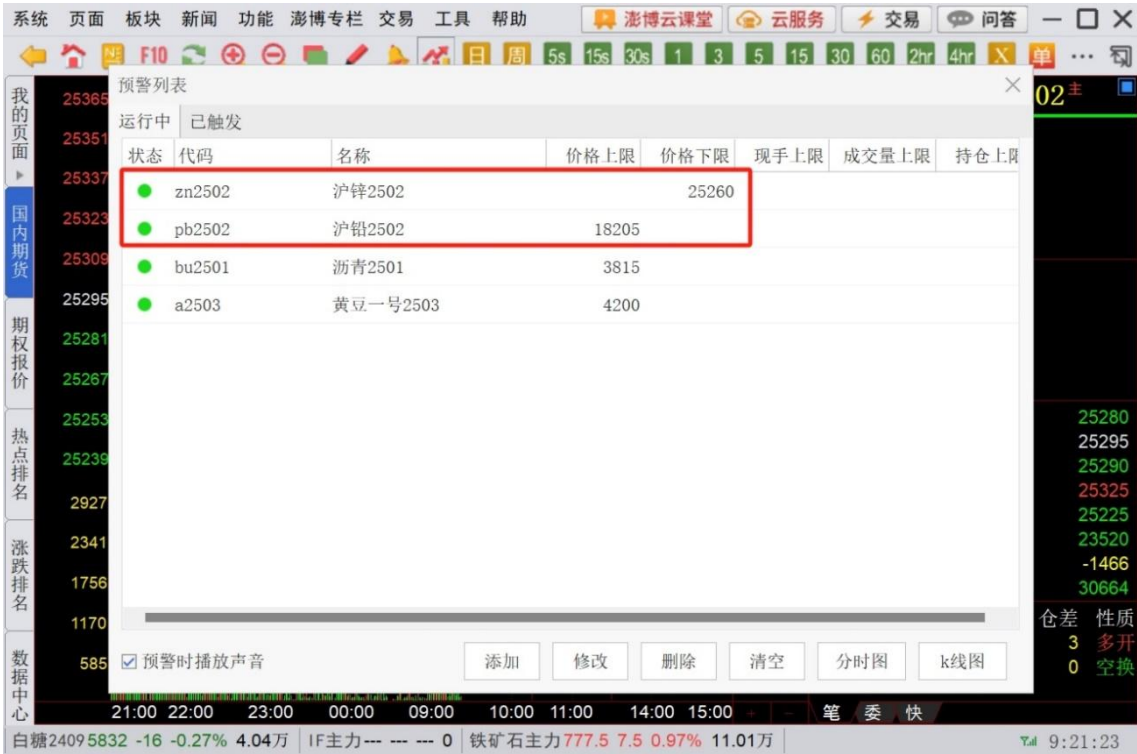 系统 页面 板块 新闻 功能 澎博专栏 交易 工具 帮助 澎博云课堂 云服务 交易 问答
F10 日 周 5s 15s 30s 1 3 5 15 30 60 2hr 4hr X 单 ···
我的页面
国内期货
期权报价
热点排名
涨跌排名
数据中心
25365
25351
25337
25323
25309
25295
25281
25267
25253
25239
2927
2341
1756
1170
585
预警列表
运行中 已触发
状态 代码 名称 价格上限 价格下限 现手上限 成交量上限 持仓上限
zn2502 沪锌2502 25260
pb2502 沪铅2502 18205
bu2501 沥青2501 3815
a2503 黄豆一号2503 4200
预警时播放声音 添加 修改 删除 清空 分时图 k线图
02主
25280
25295
25290
25325
25225
23520
-1466
30664
仓差 性质
3 多开
0 空换
21:00 22:00 23:00 00:00 09:00 10:00 11:00 14:00 15:00 + - 笔 委 快
白糖2409 5832 -16 -0.27% 4.04万 IF主力 --- --- --- 0 铁矿石主力 777.5 7.5 0.97% 11.01万 9:21:23